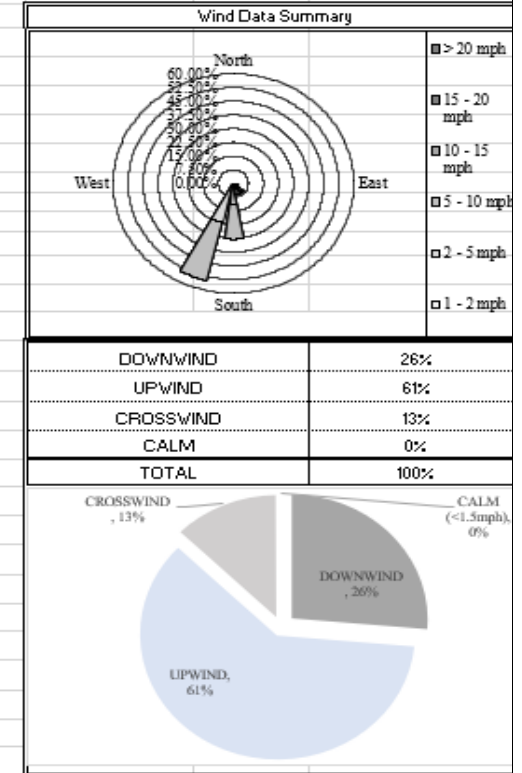 Wind Data Summary
North
60.00%
52.50%
45.00%
37.50%
30.00%
22.50%
15.00%
7.50%
0.00%
West
East
South
> 20 mph
15 - 20
mph
10 - 15
mph
5 - 10 mph
2 - 5 mph
1 - 2 mph
DOWNWIND 26%
UPWIND 61%
CROSSWIND 13%
CALM 0%
TOTAL 100%
CROSSWIND
, 13%
CALM
(<1.5mph),
0%
DOWNWIND
, 26%
UPWIND,
61%